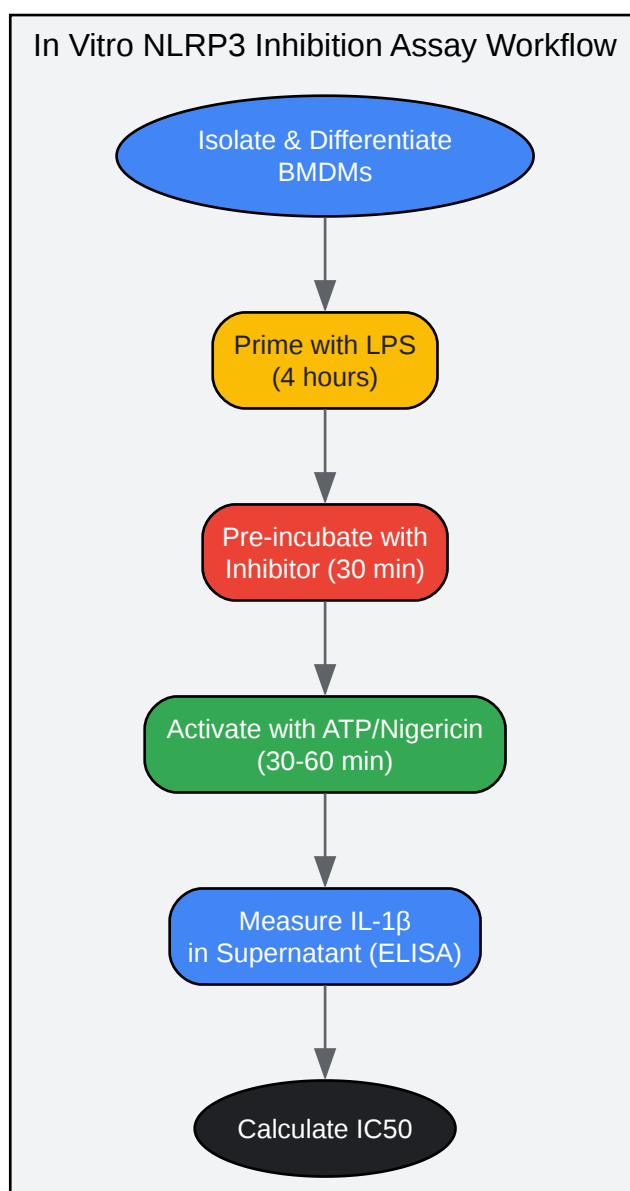 In Vitro NLRP3 Inhibition Assay Workflow
Isolate & Differentiate
BMDMs
Prime with LPS
(4 hours)
Pre-incubate with
Inhibitor (30 min)
Activate with ATP/Nigericin
(30-60 min)
Measure IL-1β
in Supernatant (ELISA)
Calculate IC50